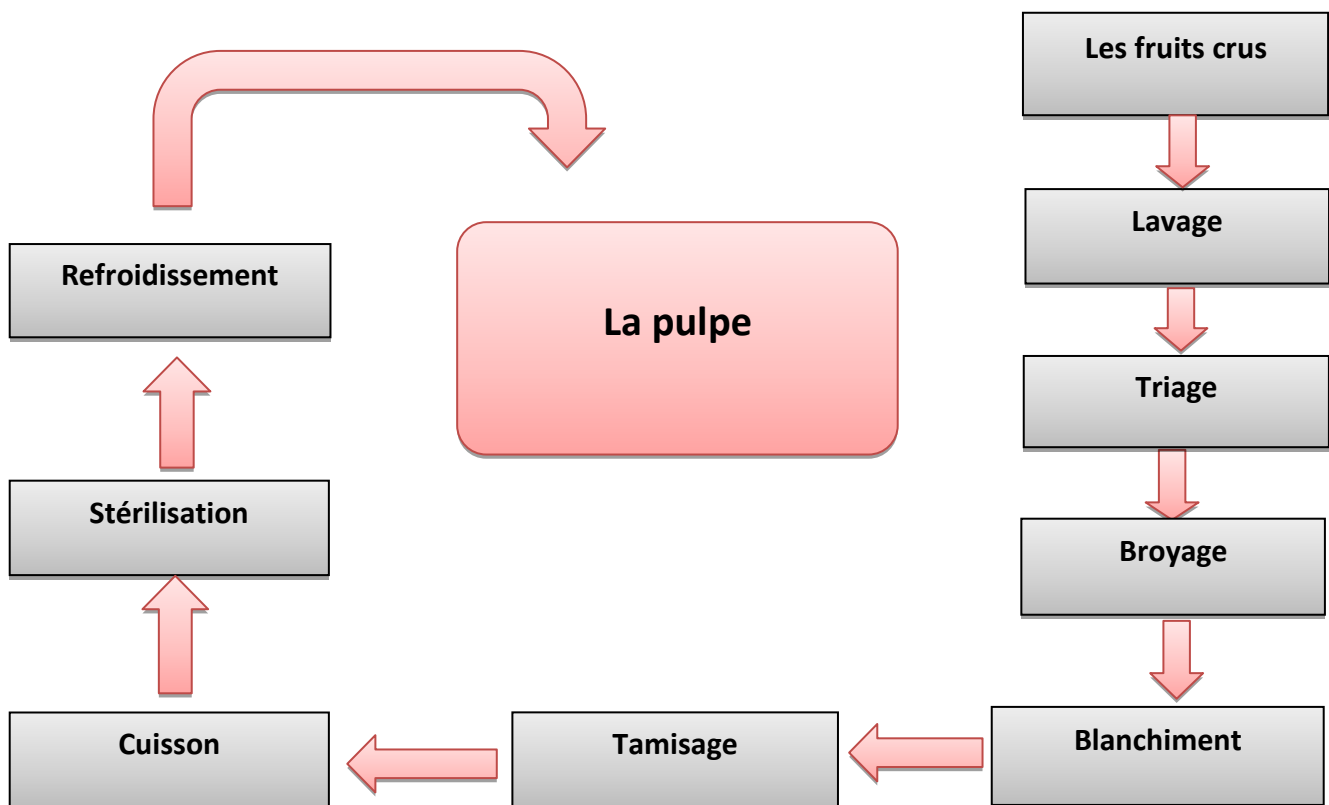 Les fruits crus
Lavage
Triage
Broyage
Blanchiment
Tamisage
Cuisson
Stérilisation
Refroidissement
La pulpe